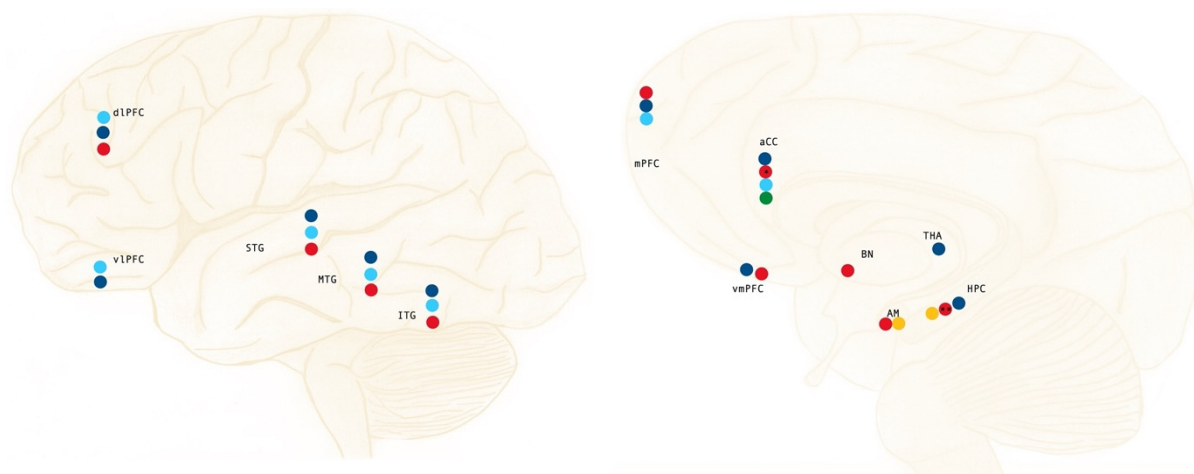 dlPFC
vlPFC
STG
MTG
ITG
mPFC
aCC
vmPFC
BN
THA
AM
HPC